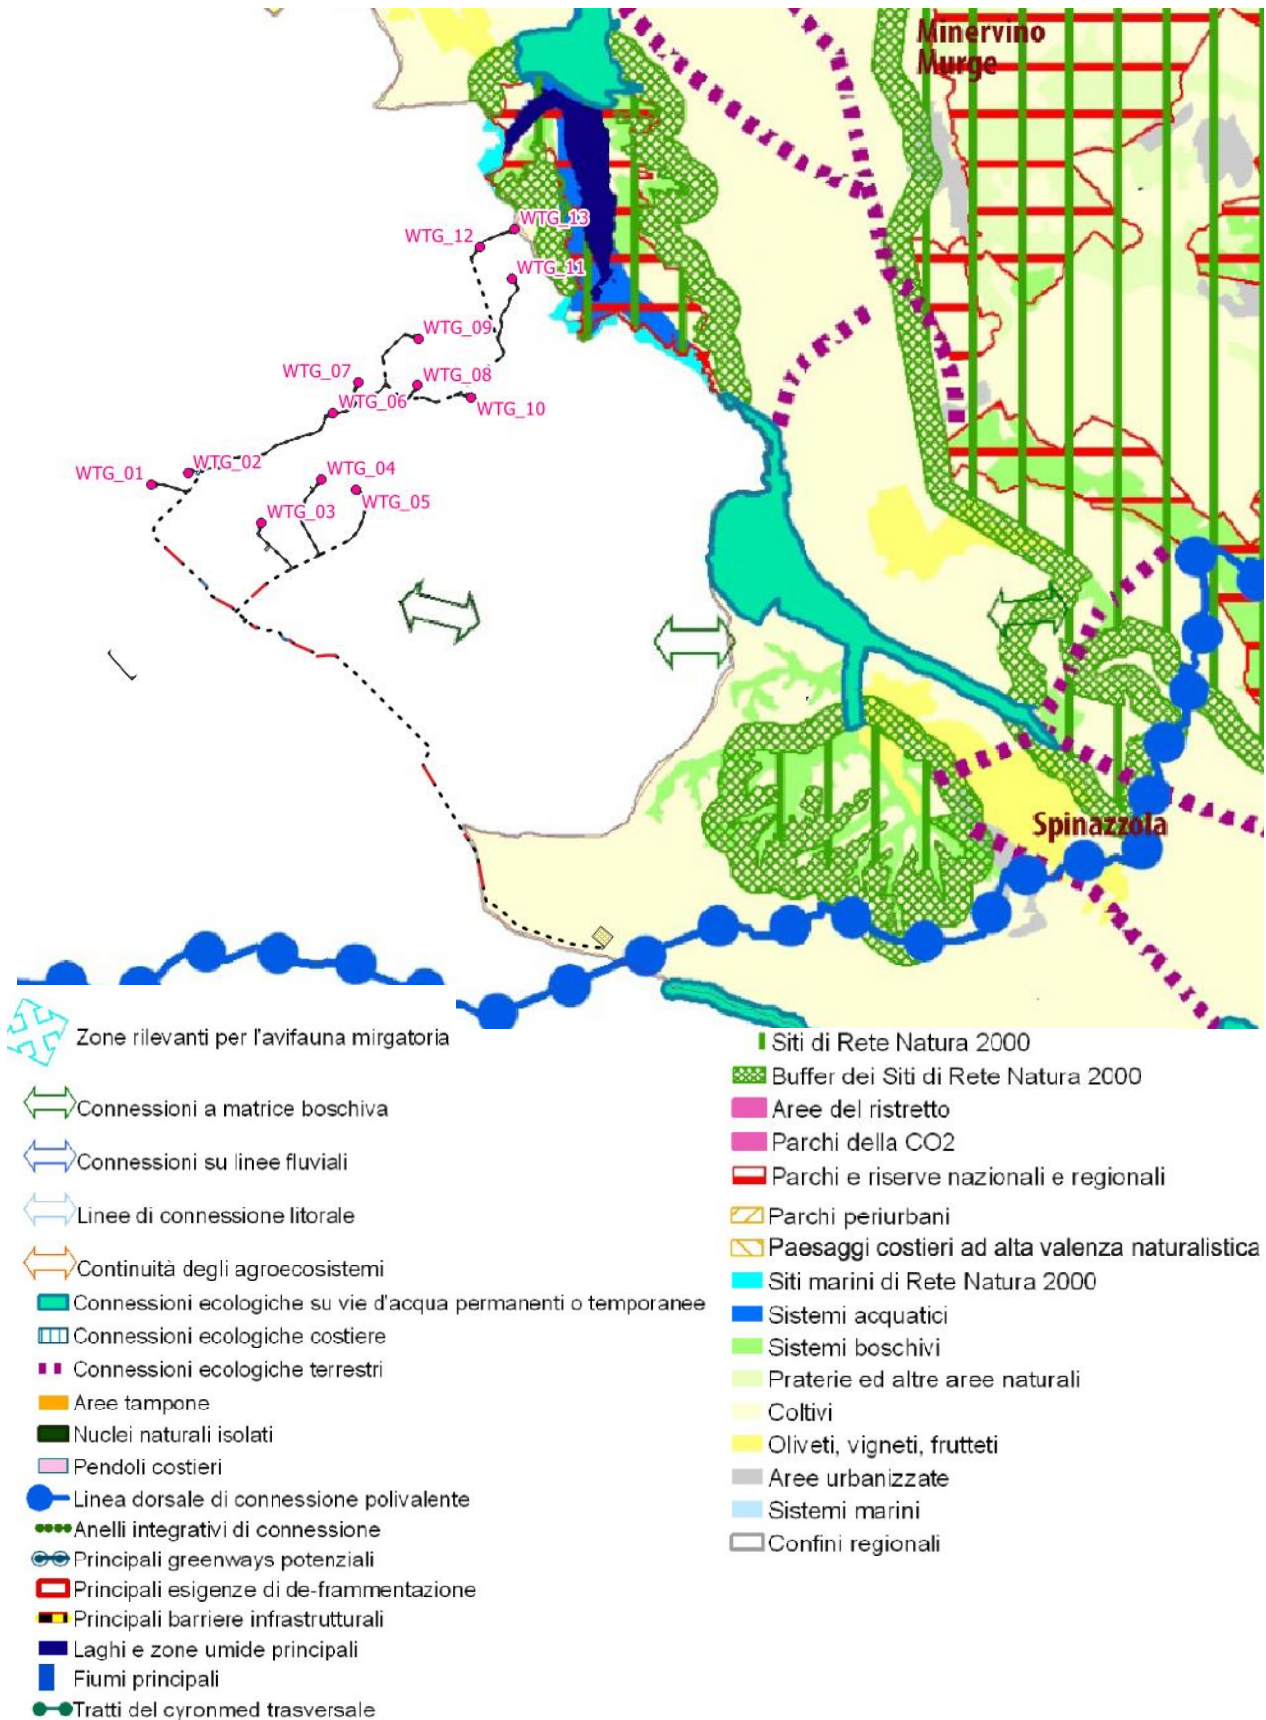 Minervino
Murge
WTG_13
WTG_12
WTG_11
WTG_09
WTG_07
WTG_08
WTG_06
WTG_10
WTG_01
WTG_02
WTG_04
WTG_05
WTG_03
Spinazzola
Zone rilevanti per l'avifauna mirgatoria
Connessioni a matrice boschiva
Connessioni su linee fluviali
Linee di connessione litorale
Continuità degli agroecosistemi
Connessioni ecologiche su vie d'acqua permanenti o temporanee
Connessioni ecologiche costiere
Connessioni ecologiche terrestri
Aree tampone
Nuclei naturali isolati
Pendoli costieri
Linea dorsale di connessione polivalente
Anelli integrativi di connessione
Principali greenways potenziali
Principali esigenze di de-frammentazione
Principali barriere infrastrutturali
Laghi e zone umide principali
Fiumi principali
Tratti del cyronmed trasversale
Siti di Rete Natura 2000
Buffer dei Siti di Rete Natura 2000
Aree del ristretto
Parchi della CO2
Parchi e riserve nazionali e regionali
Parchi periurbani
Paesaggi costieri ad alta valenza naturalistica
Siti marini di Rete Natura 2000
Sistemi acquatici
Sistemi boschivi
Praterie ed altre aree naturali
Coltivi
Oliveti, vigneti, frutteti
Aree urbanizzate
Sistemi marini
Confini regionali